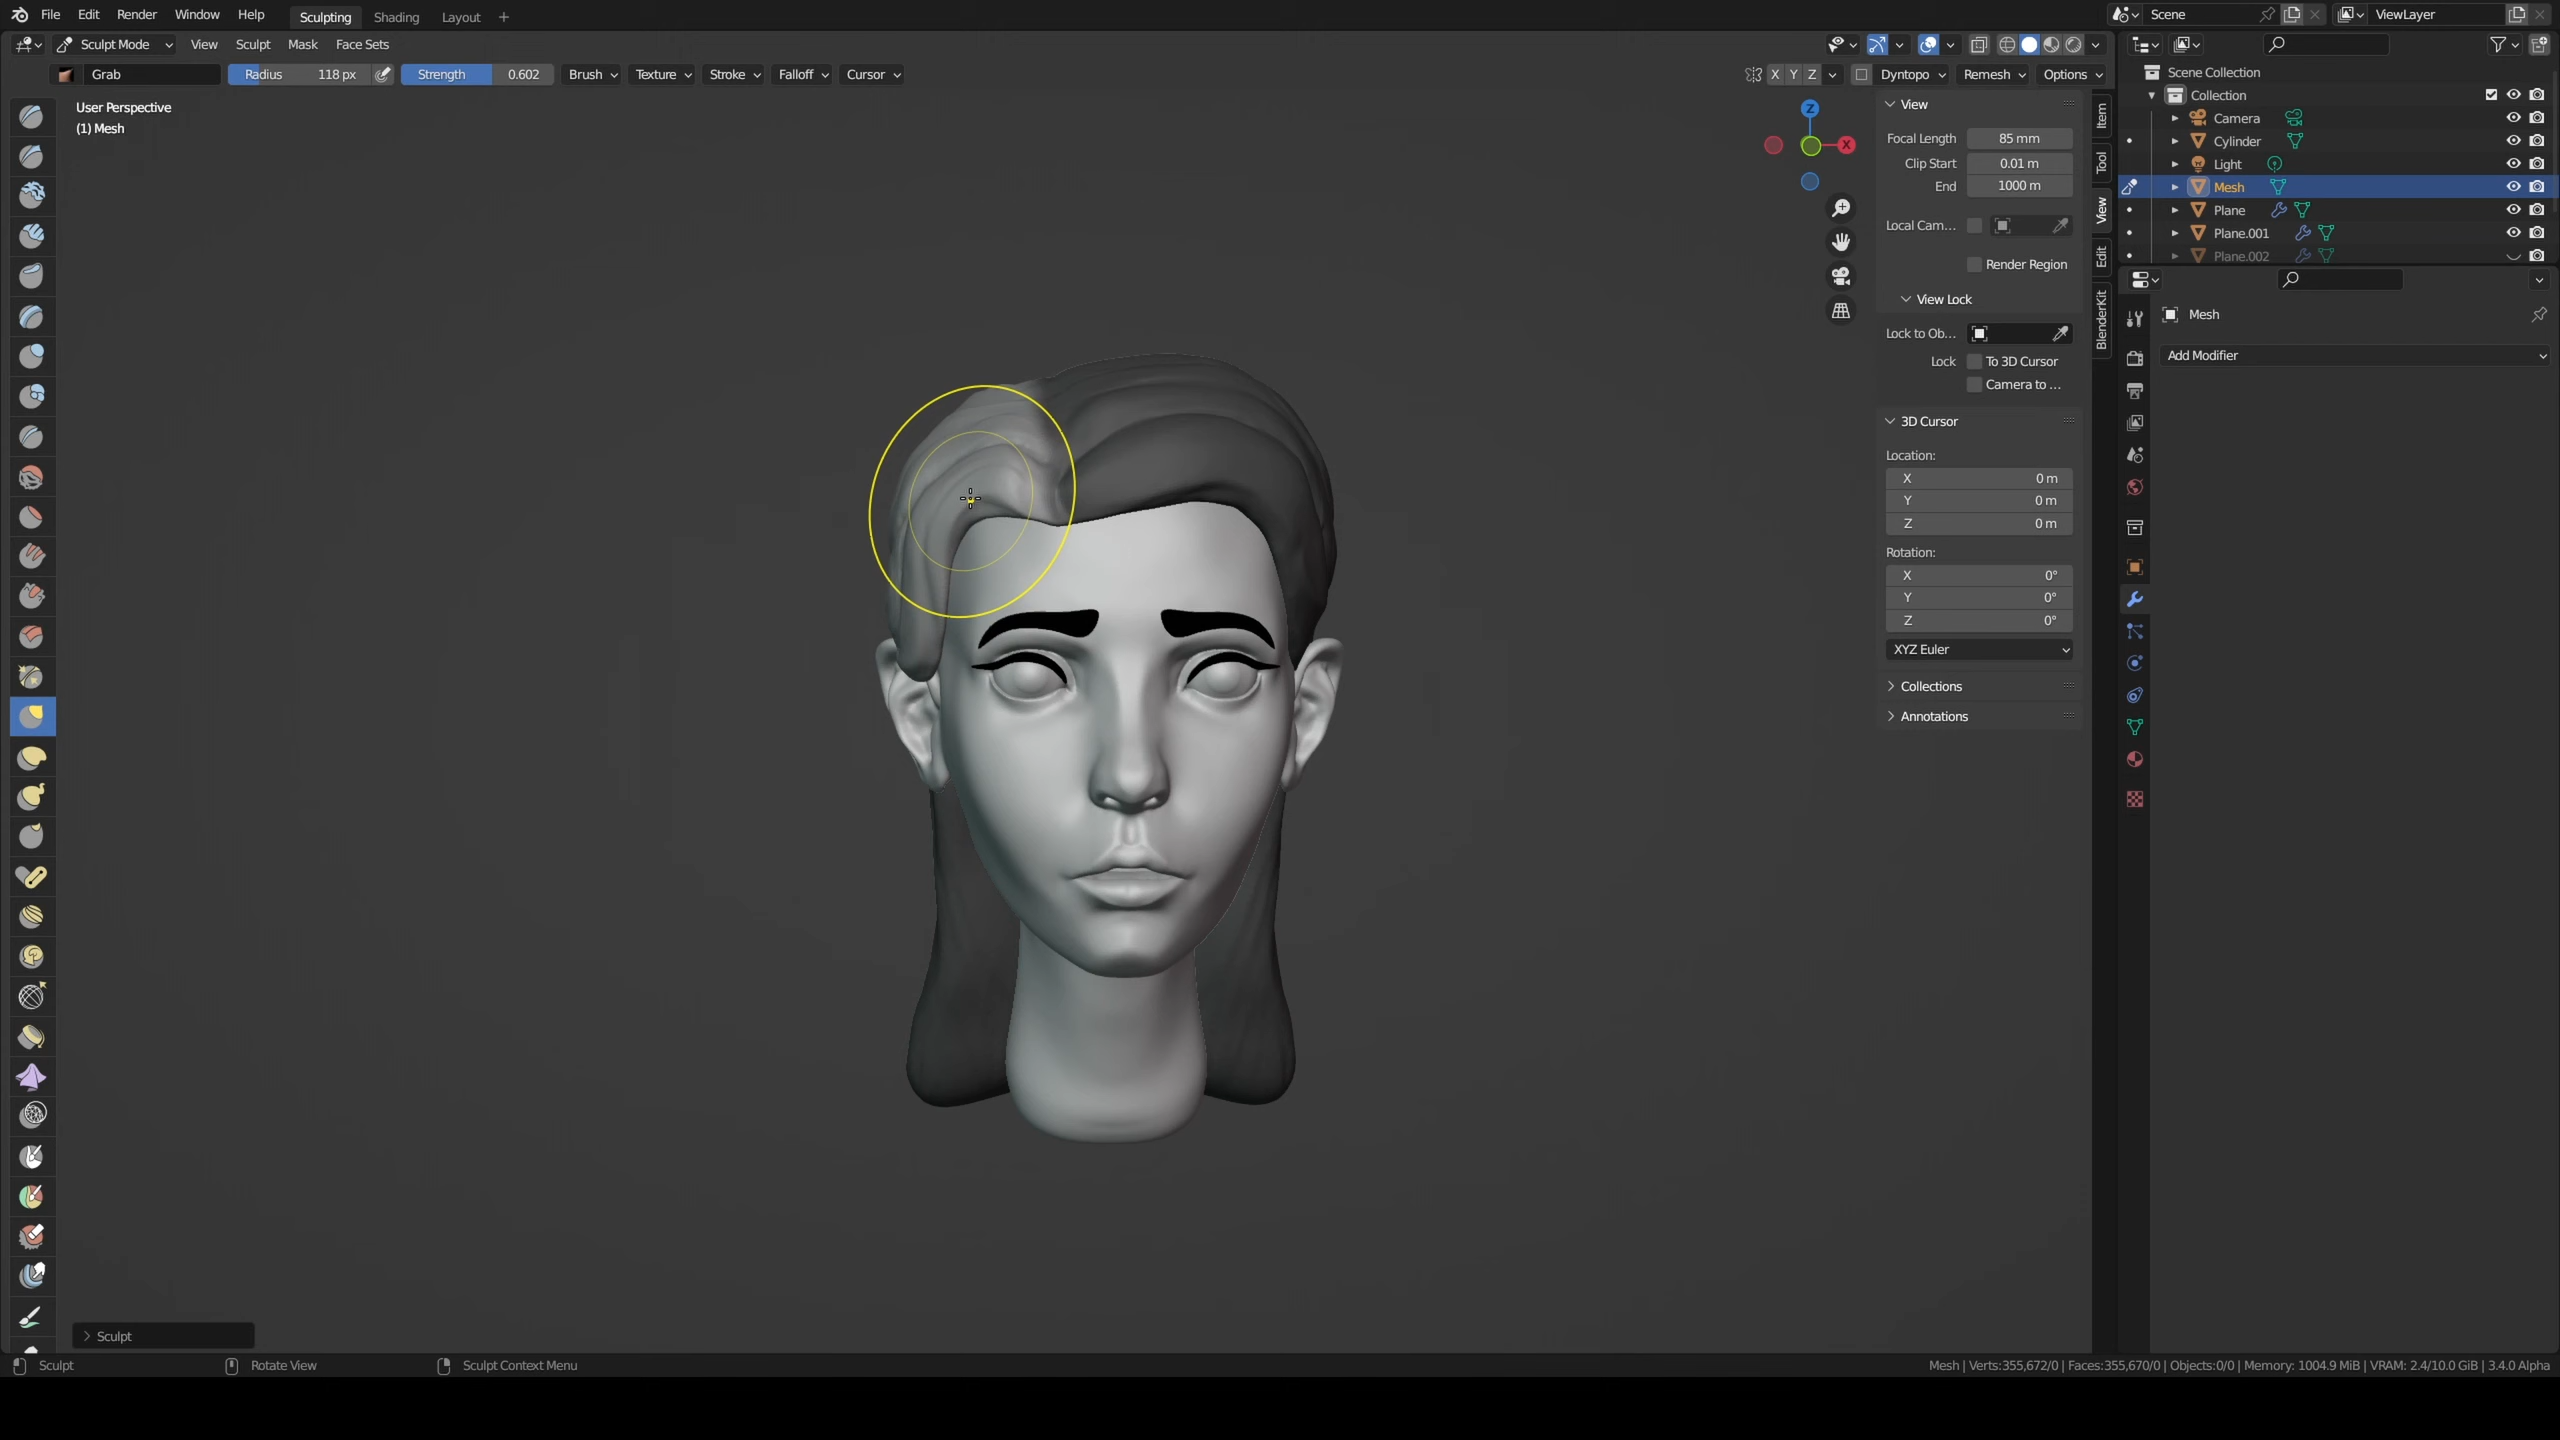 File Edit Render Window Help Sculpting Shading Layout +
Scene ViewLayer
Sculpt Mode View Sculpt Mask Face Sets
Grab Radius 118 px Strength 0.602 Brush Texture Stroke Falloff Cursor
X Y Z Dyntopo Remesh Options
User Perspective
(1) Mesh
Z
X
View
Focal Length 85 mm
Clip Start 0.01 m
End 1000 m
Local Cam...
Render Region
View Lock
Lock to Ob...
Lock To 3D Cursor
Camera to ...
3D Cursor
Location:
X 0 m
Y 0 m
Z 0 m
Rotation:
X 0°
Y 0°
Z 0°
XYZ Euler
Collections
Annotations
Item
Tool
View
Edit
BlenderKit
Scene Collection
Collection
Camera
Cylinder
Light
Mesh
Plane
Plane.001
Plane.002
Mesh
Add Modifier
Sculpt
Sculpt Rotate View Sculpt Context Menu
Mesh | Verts:355,672/0 | Faces:355,670/0 | Objects:0/0 | Memory: 1004.9 MiB | VRAM: 2.4/10.0 GiB | 3.4.0 Alpha